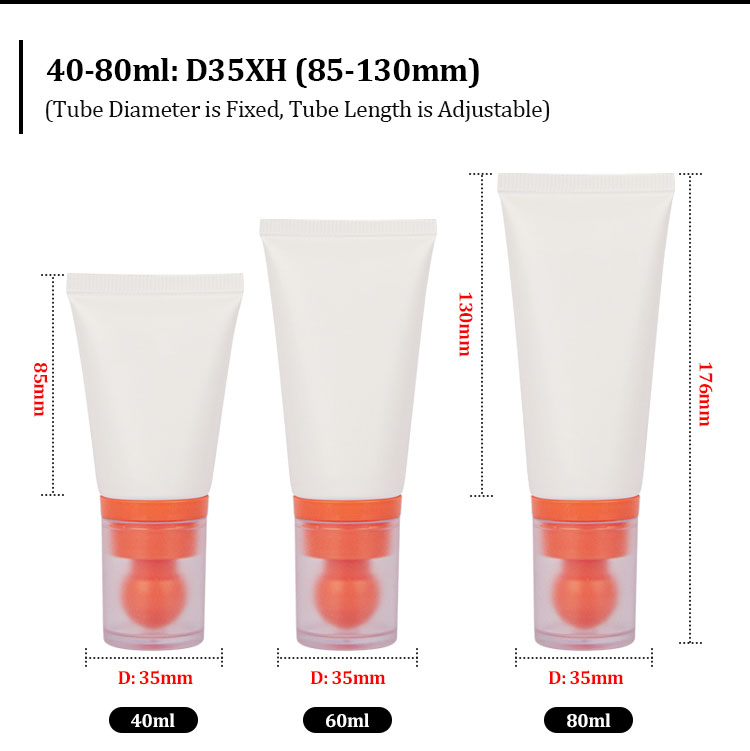 40-80ml: D35XH (85-130mm)
(Tube Diameter is Fixed, Tube Length is Adjustable)
85mm
130mm
176mm
D: 35mm
D: 35mm
D: 35mm
40ml
60ml
80ml